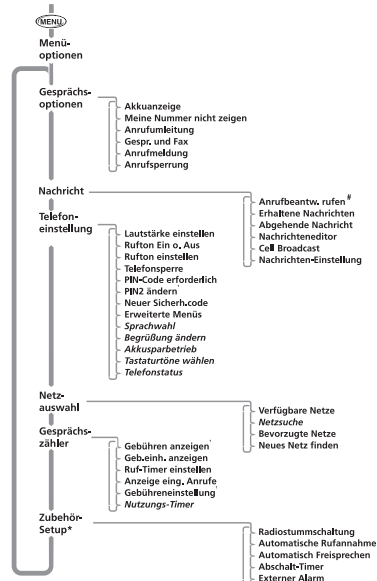 MENU
Menü-
optionen
Gesprächs-
optionen
Akkuanzeige
Meine Nummer nicht zeigen
Anrufumleitung
Gespr. und Fax
Anrufmeldung
Anrufsperrung
Nachricht
Anrufbeantw. rufen #
Erhaltene Nachrichten
Abgehende Nachricht
Nachrichteneditor
Cell Broadcast
Nachrichten-Einstellung
Telefon-
einstellung
Lautstärke einstellen
Rufton Ein o. Aus
Rufton einstellen
Telefonsperre
PIN-Code erforderlich
PIN2 ändern
Neuer Sicherh.code
Erweiterte Menüs
Sprachwahl
Begrüßung ändern
Akkusparbetrieb
Tastaturtöne wählen
Telefonstatus
Netz-
auswahl
Verfügbare Netze
Netzsuche
Bevorzugte Netze
Neues Netz finden
Gesprächs-
zähler
Gebühren anzeigen
Geb.einh. anzeigen
Ruf-Timer einstellen
Anzeige eing. Anrufe
Gebühreneinstellung
Nutzungs-Timer
Zubehör-
Setup*
Radiostummschaltung
Automatische Rufannahme
Automatisch Freisprechen
Abschalt-Timer
Externer Alarm